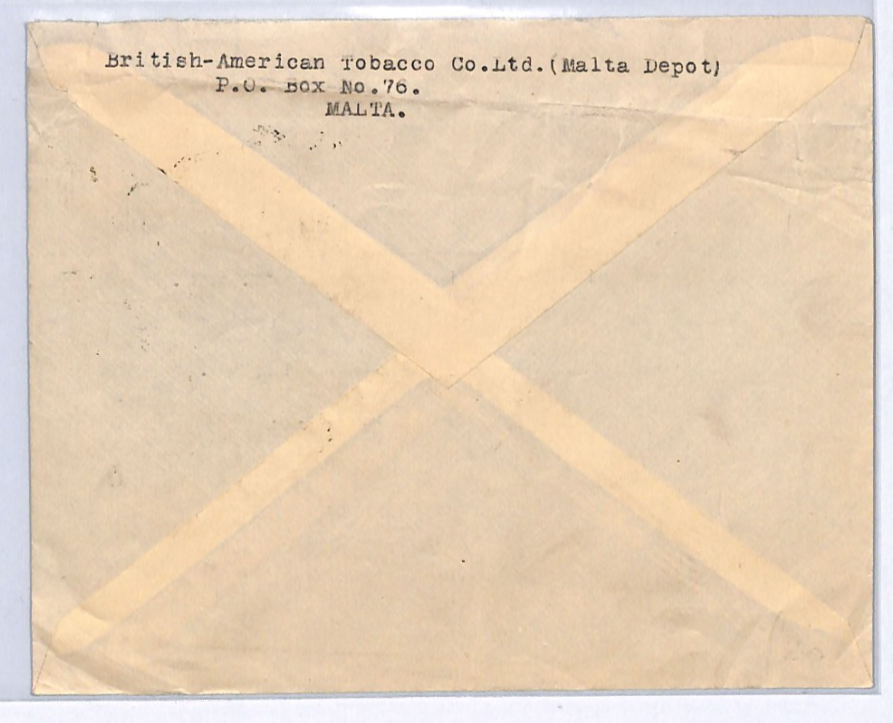 British-American Tobacco Co.Ltd.(Malta Depot)
P.O. Box No.76.
MALTA.